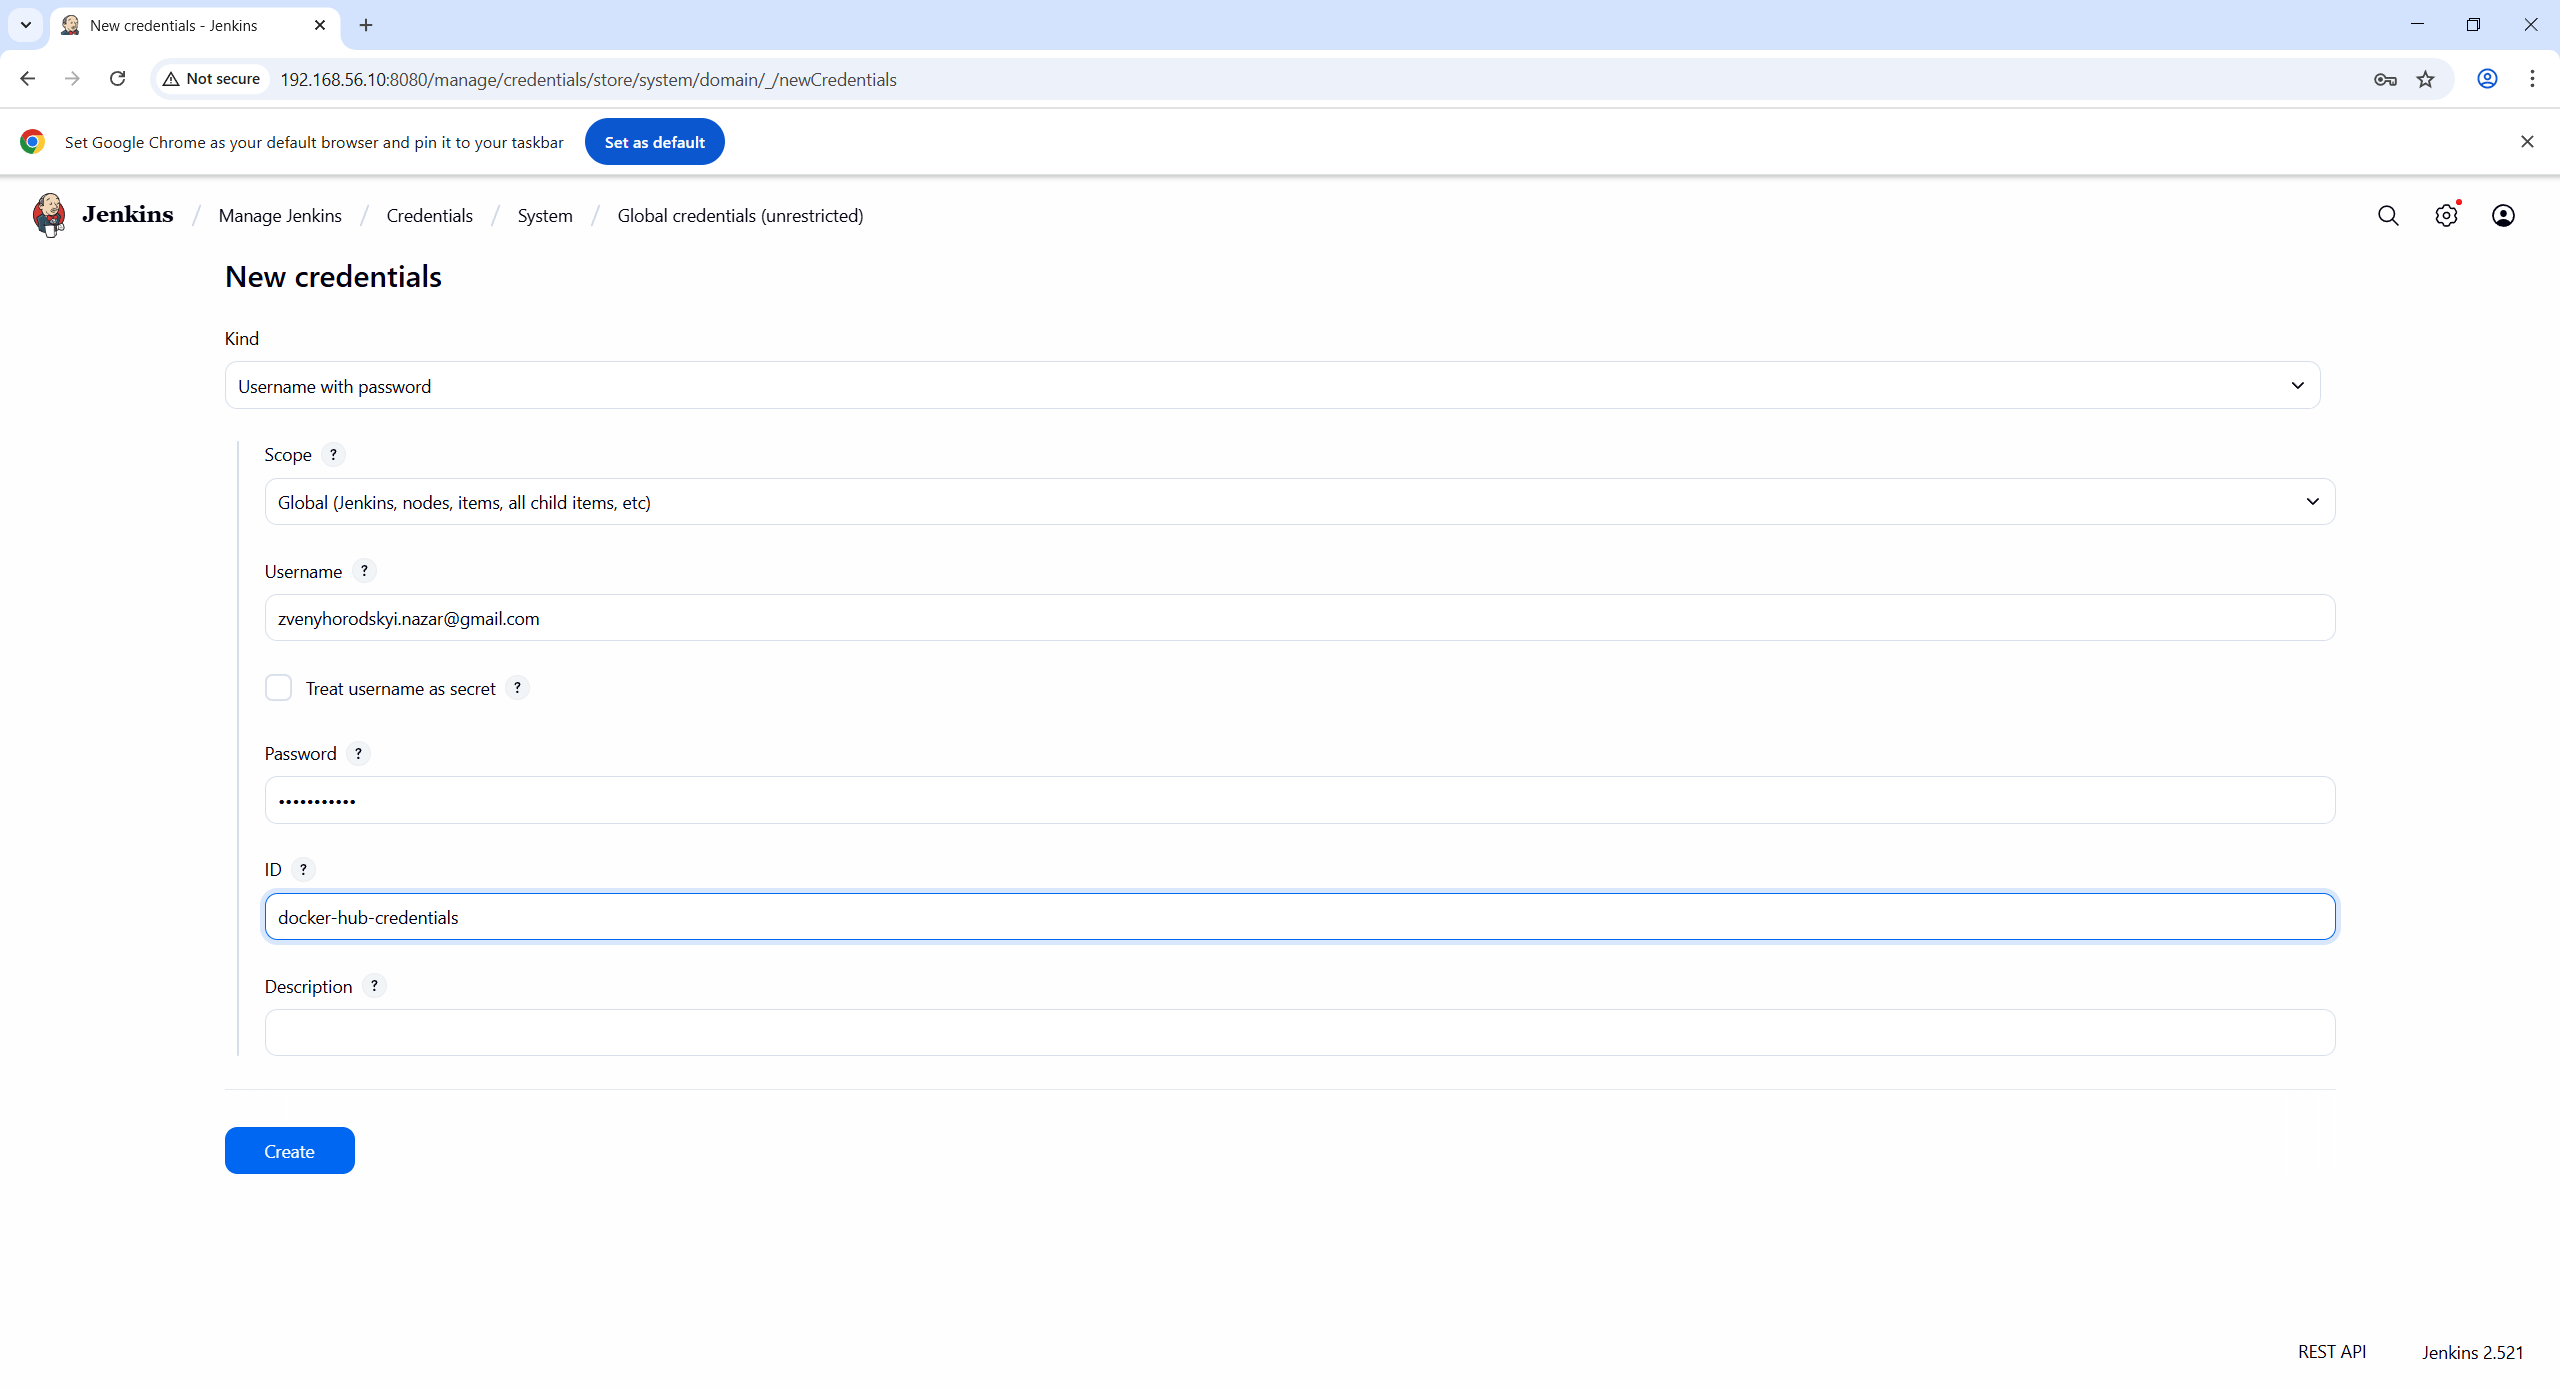 New credentials - Jenkins
Not secure 192.168.56.10:8080/manage/credentials/store/system/domain/_/newCredentials
Set Google Chrome as your default browser and pin it to your taskbar Set as default
Jenkins / Manage Jenkins / Credentials / System / Global credentials (unrestricted)
New credentials
Kind
Username with password
Scope ?
Global (Jenkins, nodes, items, all child items, etc)
Username ?
zvenyhorodskyi.nazar@gmail.com
Treat username as secret ?
Password ?
•••••••••••
ID ?
docker-hub-credentials
Description ?
Create
REST API Jenkins 2.521